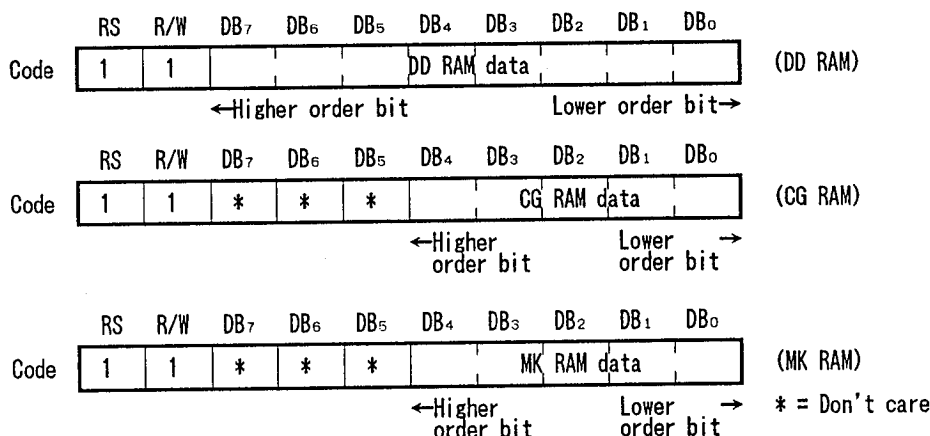 RS R/W DB7 DB6 DB5 DB4 DB3 DB2 DB1 DB0
Code 1 1 DD RAM data (DD RAM)
←Higher order bit Lower order bit→
RS R/W DB7 DB6 DB5 DB4 DB3 DB2 DB1 DB0
Code 1 1 * * * CG RAM data (CG RAM)
←Higher Lower →
order bit order bit
RS R/W DB7 DB6 DB5 DB4 DB3 DB2 DB1 DB0
Code 1 1 * * * MK RAM data (MK RAM)
←Higher Lower → * = Don't care
order bit order bit